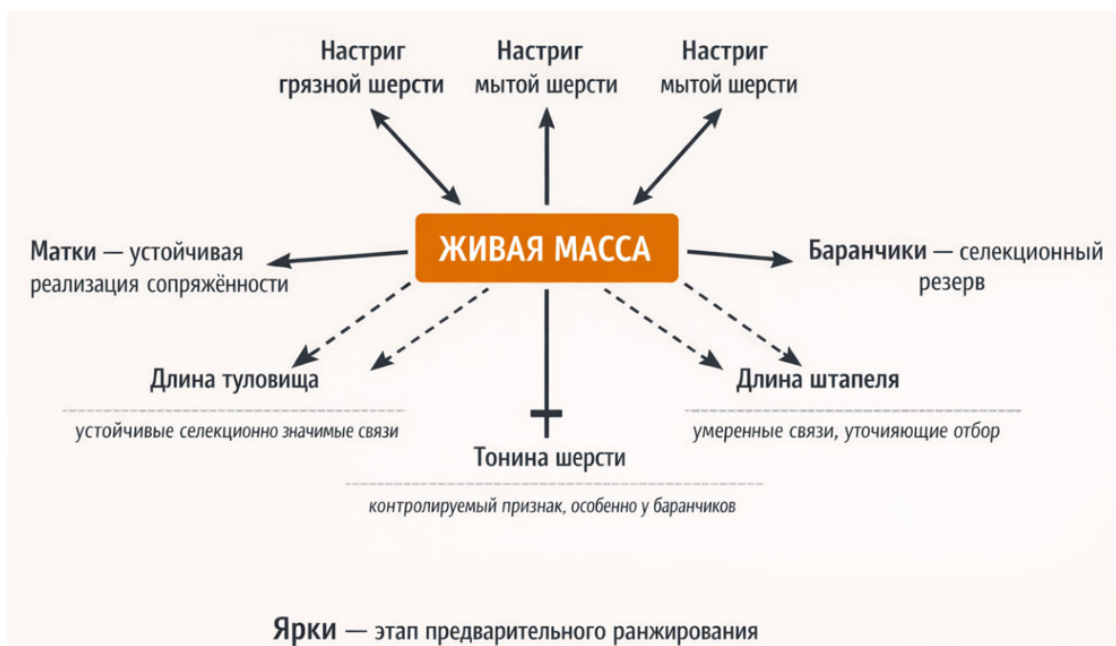 Настриг
грязной шерсти
Настриг
мытой шерсти
Настриг
мытой шерсти
ЖИВАЯ МАССА
Матки — устойчивая
реализация сопряжённости
Баранчики — селекционный
резерв
Длина туловища
устойчивые селекционно значимые связи
Длина штапеля
умеренные связи, уточияющие отбор
Тонина шерсти
контролируемый признак, особенно у баранчиков
Ярки — этап предварительного ранжирования